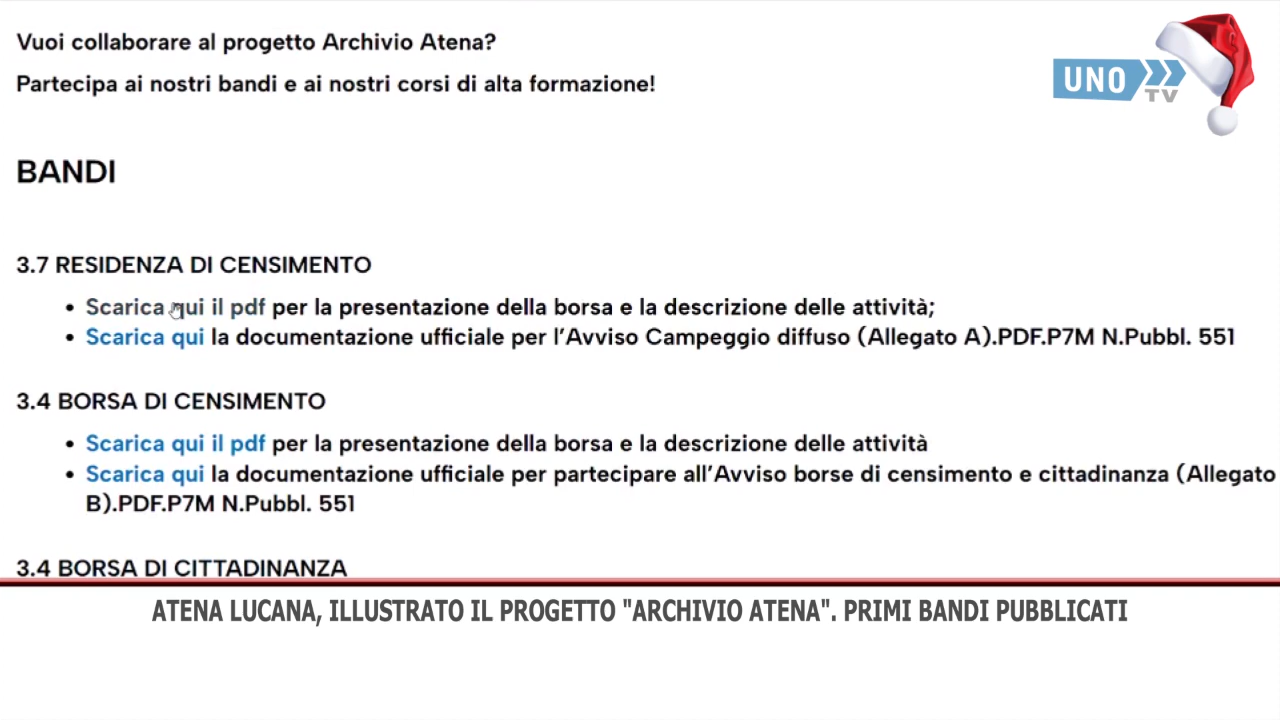 Vuoi collaborare al progetto Archivio Atena?
Partecipa ai nostri bandi e ai nostri corsi di alta formazione!
UNO
TV
BANDI
3.7 RESIDENZA DI CENSIMENTO
• Scarica qui il pdf per la presentazione della borsa e la descrizione delle attività;
• Scarica qui la documentazione ufficiale per l'Avviso Campeggio diffuso (Allegato A).PDF.P7M N.Pubbl. 551
3.4 BORSA DI CENSIMENTO
• Scarica qui il pdf per la presentazione della borsa e la descrizione delle attività
• Scarica qui la documentazione ufficiale per partecipare all'Avviso borse di censimento e cittadinanza (Allegato
B).PDF.P7M N.Pubbl. 551
3.4 BORSA DI CITTADINANZA
ATENA LUCANA, ILLUSTRATO IL PROGETTO "ARCHIVIO ATENA". PRIMI BANDI PUBBLICATI